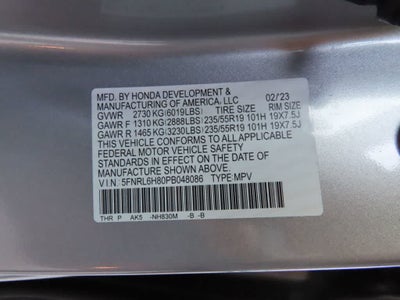 MFD. BY HONDA DEVELOPMENT &
MANUFACTURING OF AMERICA, LLC 02/23
GVWR 2730 KG(6019LBS) TIRE SIZE RIM SIZE
GAWR F 1310 KG(2888LBS) 235/55R19 101H 19X7.5J
GAWR R 1465 KG(3230LBS) 235/55R19 101H 19X7.5J
THIS VEHICLE CONFORMS TO ALL APPLICABLE
FEDERAL MOTOR VEHICLE SAFETY
STANDARDS IN EFFECT ON THE DATE OF
MANUFACTURE SHOWN ABOVE.
V.I.N. 5FNRL6H80PB048086 TYPE MPV
THR P AK5 -NH830M -B -B